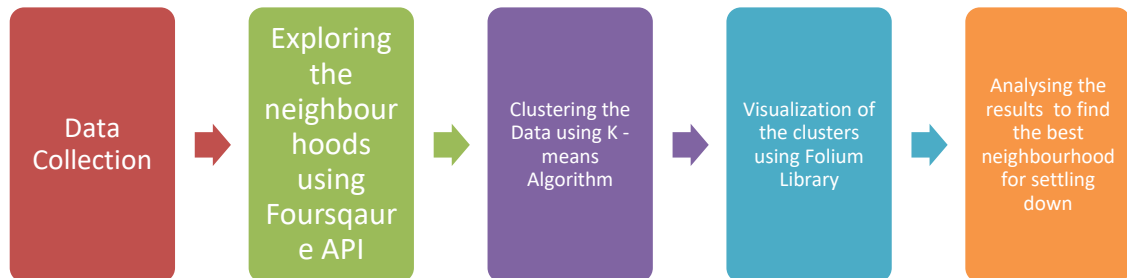 Data
Collection
Exploring
the
neighbour
hoods
using
Foursqaur
e API
Clustering the
Data using K -
means
Algorithm
Visualization of
the clusters
using Folium
Library
Analysing the
results to find
the best
neighbourhood
for settling
down